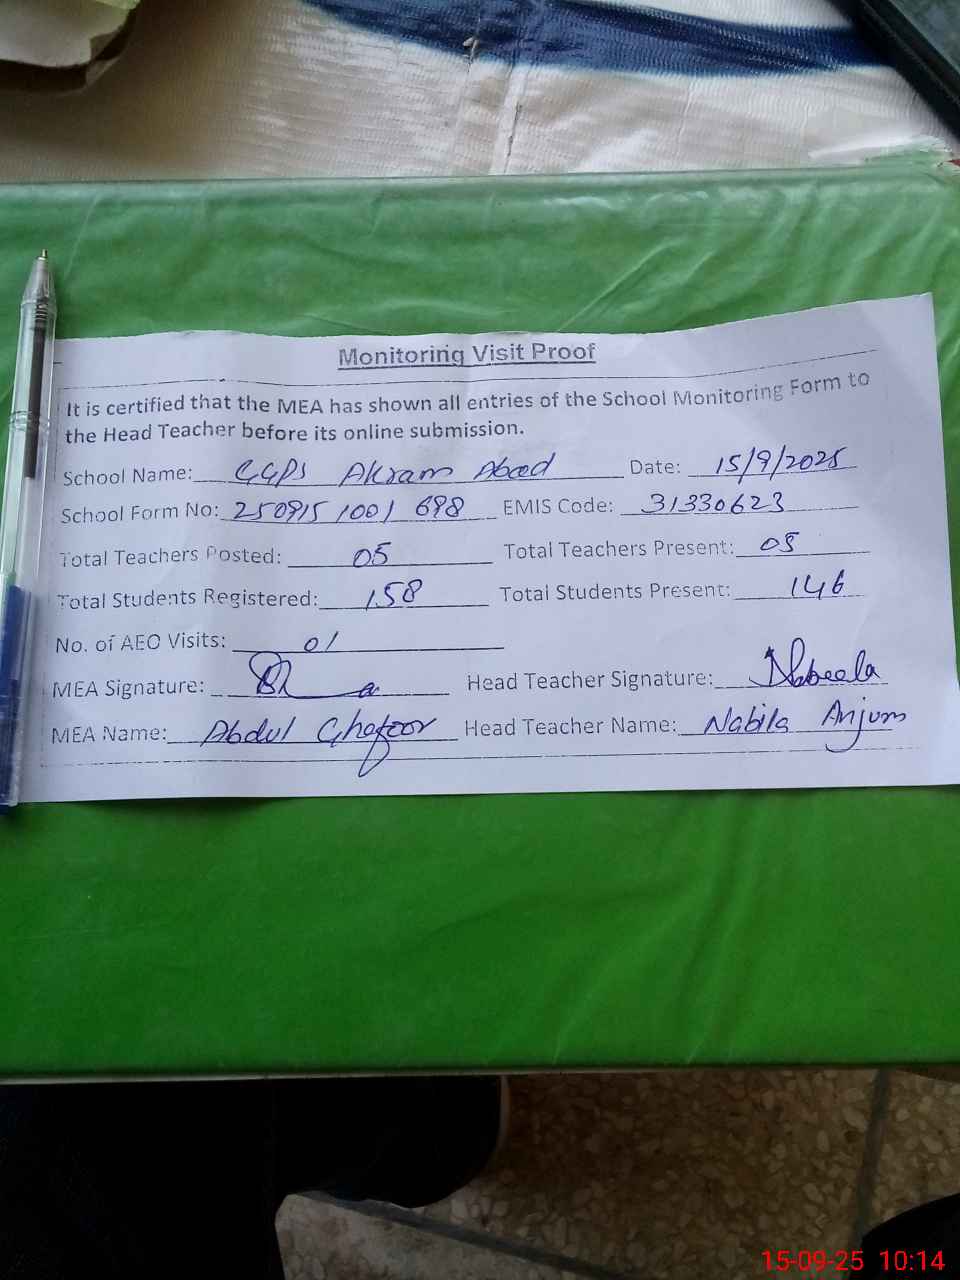 Monitoring Visit Proof
It is certified that the MEA has shown all entries of the School Monitoring Form to
the Head Teacher before its online submission.
School Name: GGPS Akram Abad Date: 15/9/2025
School Form No: 250915 1001 698 EMIS Code: 31330623
Total Teachers Posted: 05 Total Teachers Present: 05
Total Students Registered: 158 Total Students Present: 146
No. of AEO Visits: 01
MEA Signature: Head Teacher Signature: Nabeela
MEA Name: Abdul Ghafoor Head Teacher Name: Nabila Anjum
15-09-25 10:14